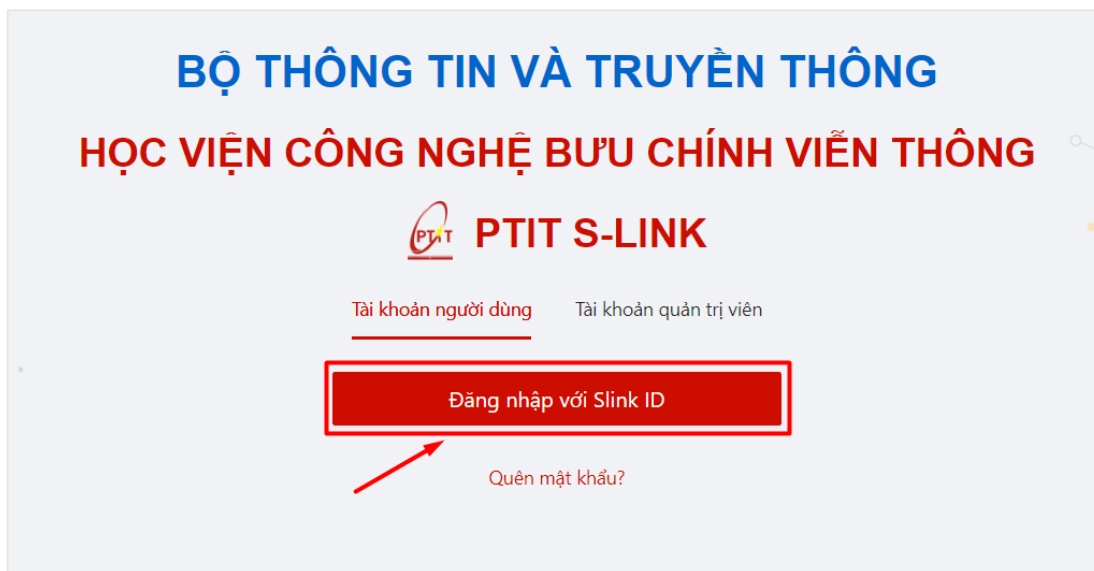 BỘ THÔNG TIN VÀ TRUYỀN THÔNG
HỌC VIỆN CÔNG NGHỆ BƯU CHÍNH VIỄN THÔNG
PTIT PTIT S-LINK
Tài khoản người dùng Tài khoản quản trị viên
Đăng nhập với Slink ID
Quên mật khẩu?